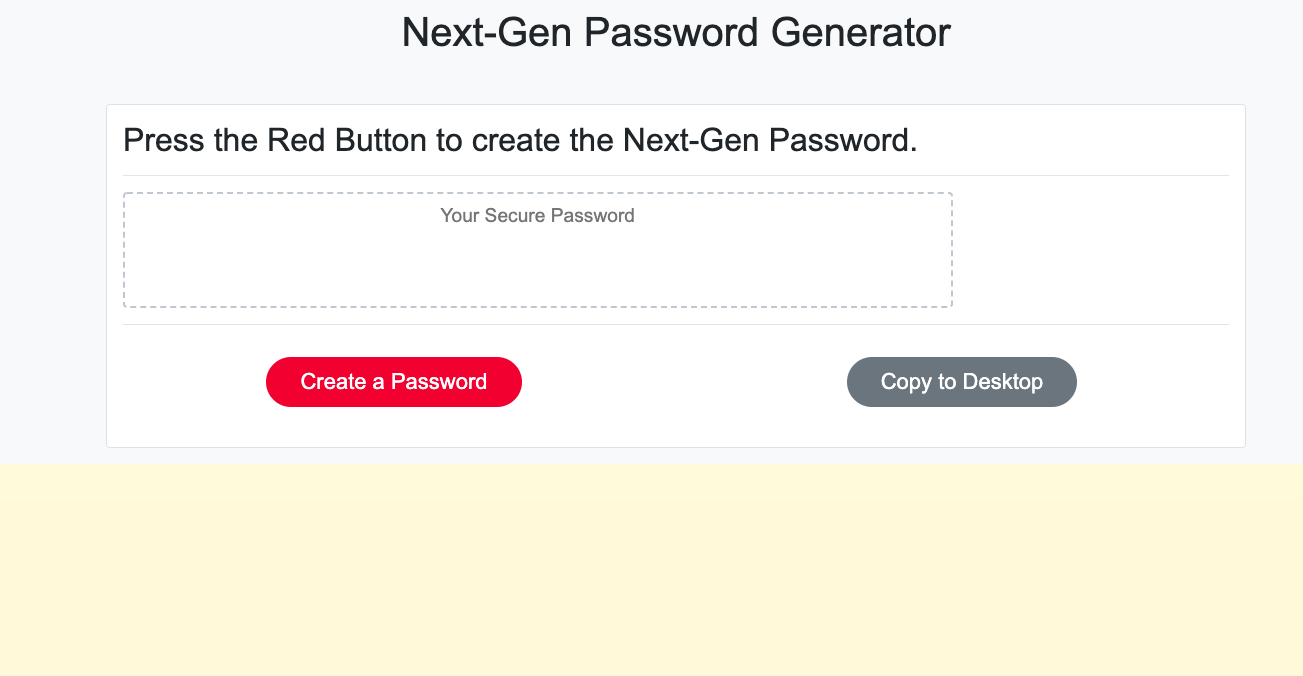 Next-Gen Password Generator
Press the Red Button to create the Next-Gen Password.
Your Secure Password
Create a Password
Copy to Desktop